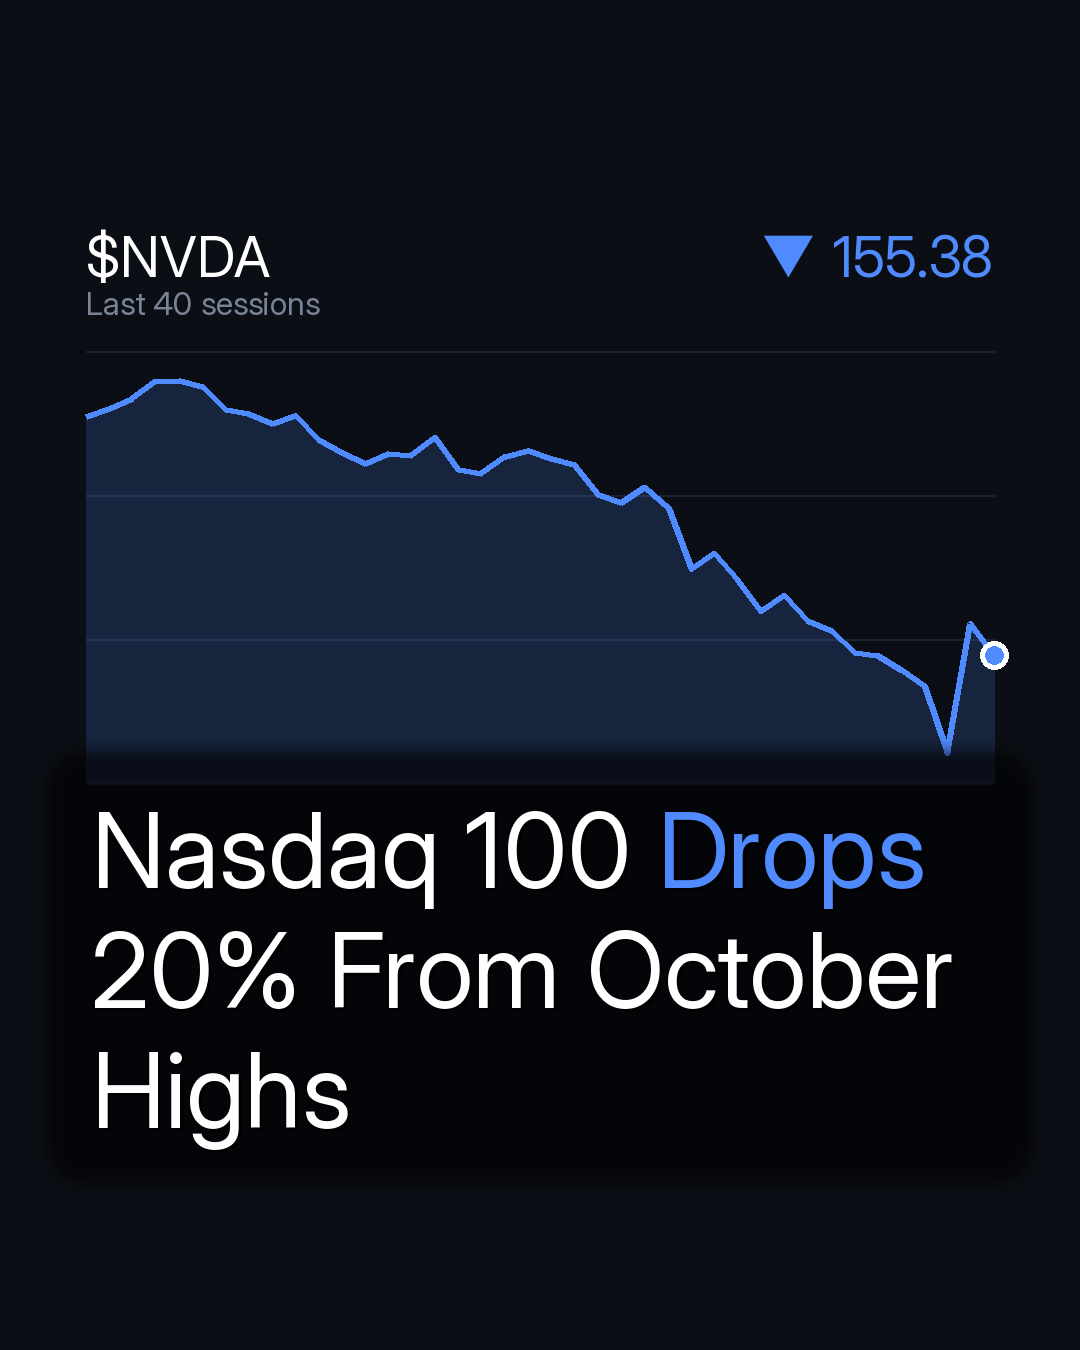 $NVDA
▼ 155.38
Last 40 sessions
Nasdaq 100 Drops
20% From October
Highs